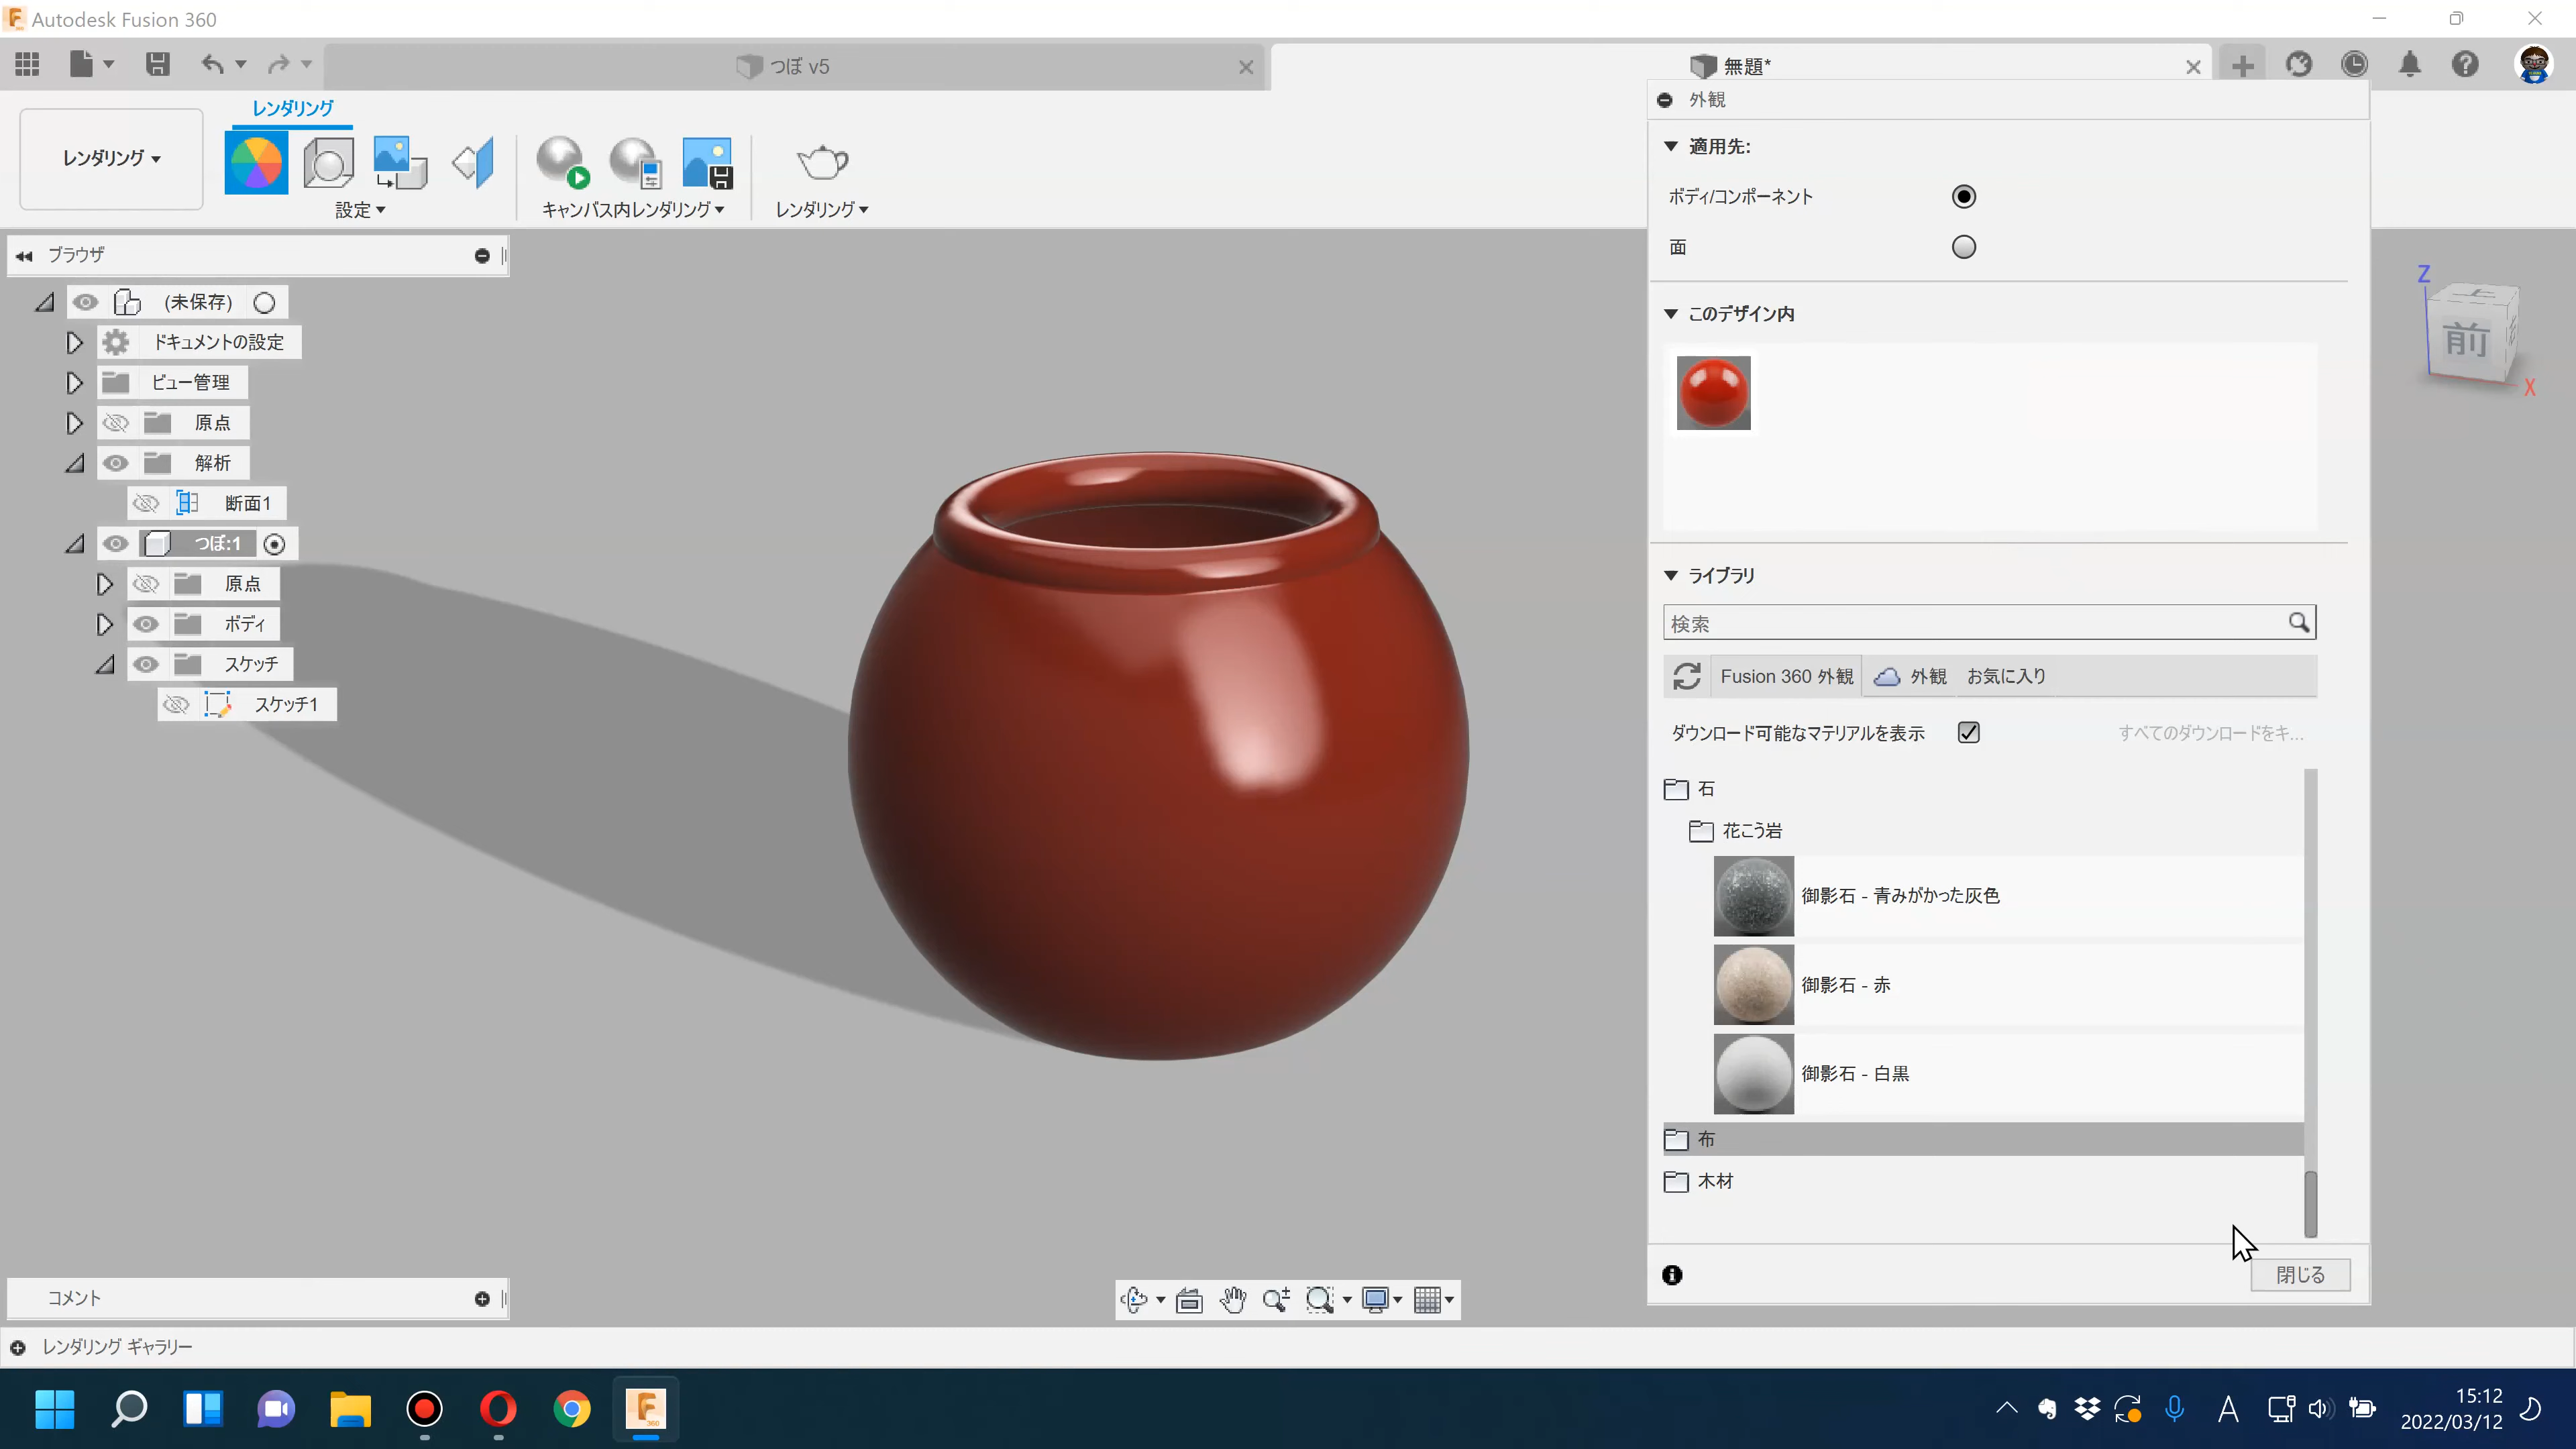 Autodesk Fusion 360
つぼ v5
無題*
レンダリング
レンダリング
設定
キャンバス内レンダリング
レンダリング
ブラウザ
(未保存)
ドキュメントの設定
ビュー管理
原点
解析
断面1
つぼ:1
原点
ボディ
スケッチ
スケッチ1
外観
適用先:
ボディ/コンポーネント
面
このデザイン内
ライブラリ
検索
Fusion 360 外観
外観
お気に入り
ダウンロード可能なマテリアルを表示
すべてのダウンロードをキ...
石
花こう岩
御影石 - 青みがかった灰色
御影石 - 赤
御影石 - 白黒
布
木材
閉じる
Z
前
X
コメント
レンダリング ギャラリー
A
15:12
2022/03/12